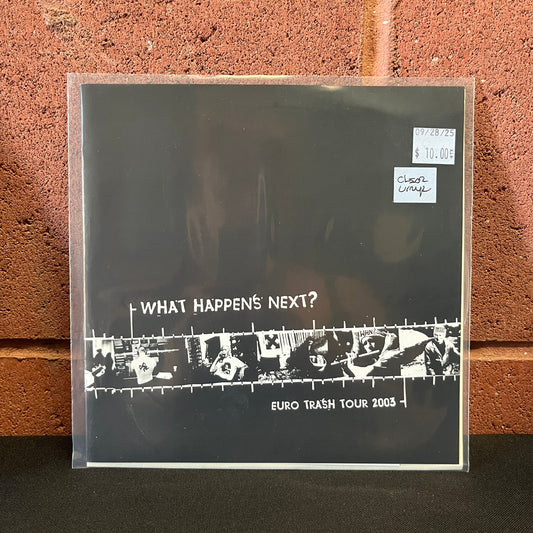 09/28/25
$ 10.00
clear
vinyl
WHAT HAPPENS NEXT?
EURO TRASH TOUR 2003